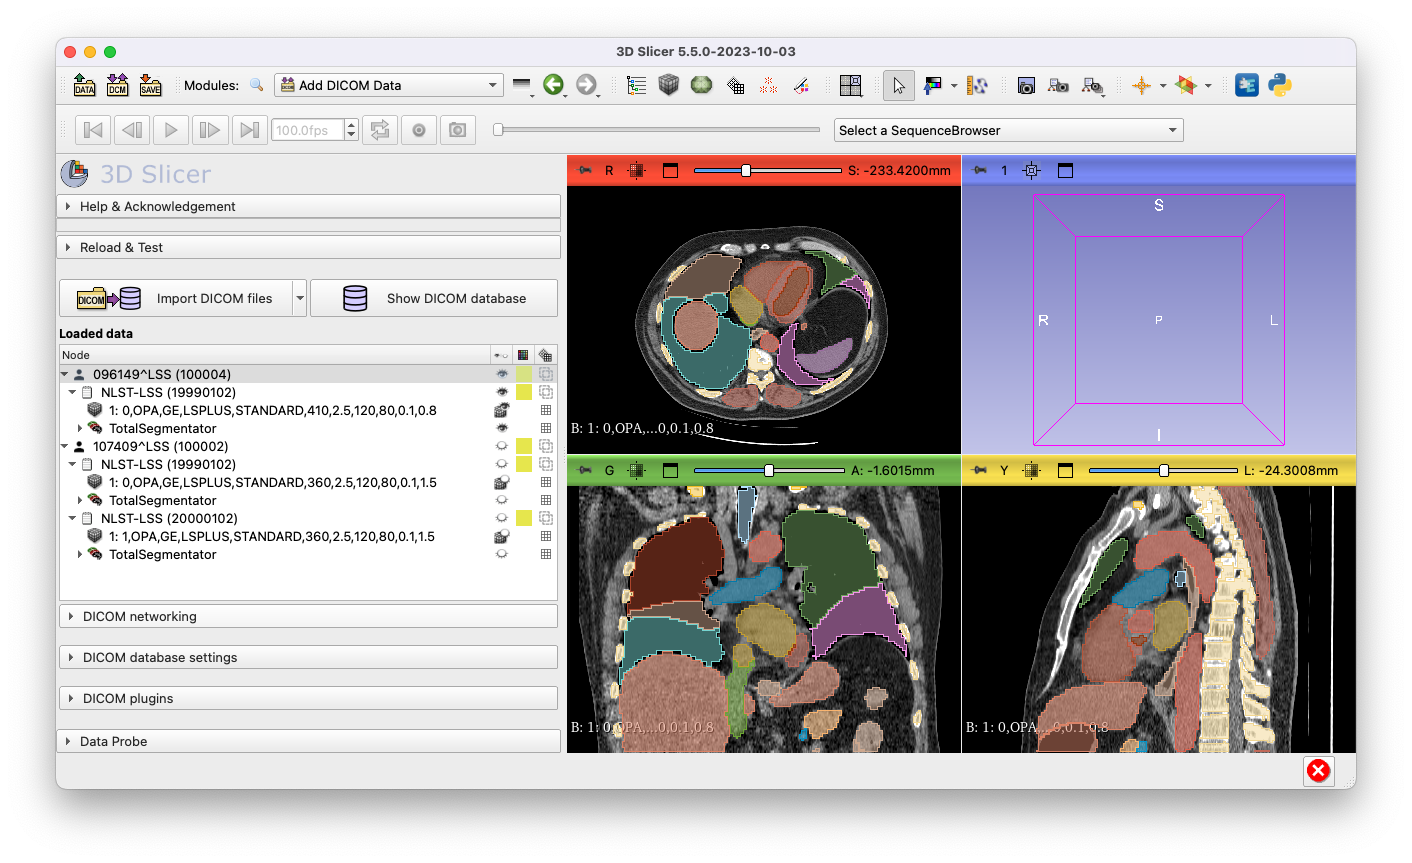 3D Slicer 5.5.0-2023-10-03
DATA
DCM
SAVE
Modules:
Add DICOM Data
100.0fps
Select a SequenceBrowser
3D Slicer
Help & Acknowledgement
Reload & Test
DICOM
Import DICOM files
Show DICOM database
Loaded data
Node
096149^LSS (100004)
NLST-LSS (19990102)
1: 0,OPA,GE,LSPLUS,STANDARD,410,2.5,120,80,0.1,0.8
TotalSegmentator
107409^LSS (100002)
NLST-LSS (19990102)
1: 0,OPA,GE,LSPLUS,STANDARD,360,2.5,120,80,0.1,1.5
TotalSegmentator
NLST-LSS (20000102)
1: 1,OPA,GE,LSPLUS,STANDARD,360,2.5,120,80,0.1,1.5
TotalSegmentator
DICOM networking
DICOM database settings
DICOM plugins
Data Probe
R
S: -233.4200mm
B: 1: 0,OPA,...0,0.1,0.8
1
S
R
P
L
I
G
A: -1.6015mm
B: 1: 0,OPA,...0,0.1,0.8
Y
L: -24.3008mm
B: 1: 0,OPA,...0,0.1,0.8